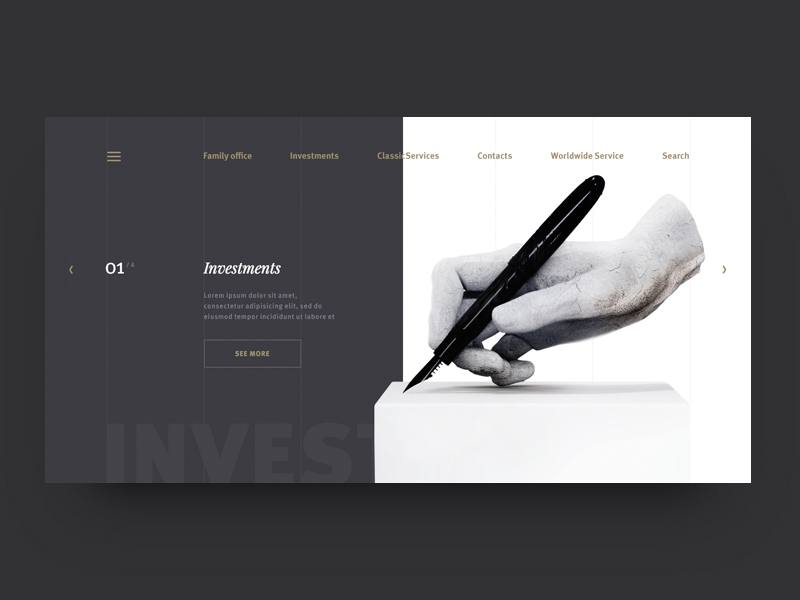 Family office
Investments
Classic Services
Contacts
Worldwide Service
Search
01 / 4
Investments
Lorem ipsum dolor sit amet,
consectetur adipisicing elit, sed do
eiusmod tempor incididunt ut labore et
SEE MORE
INVEST